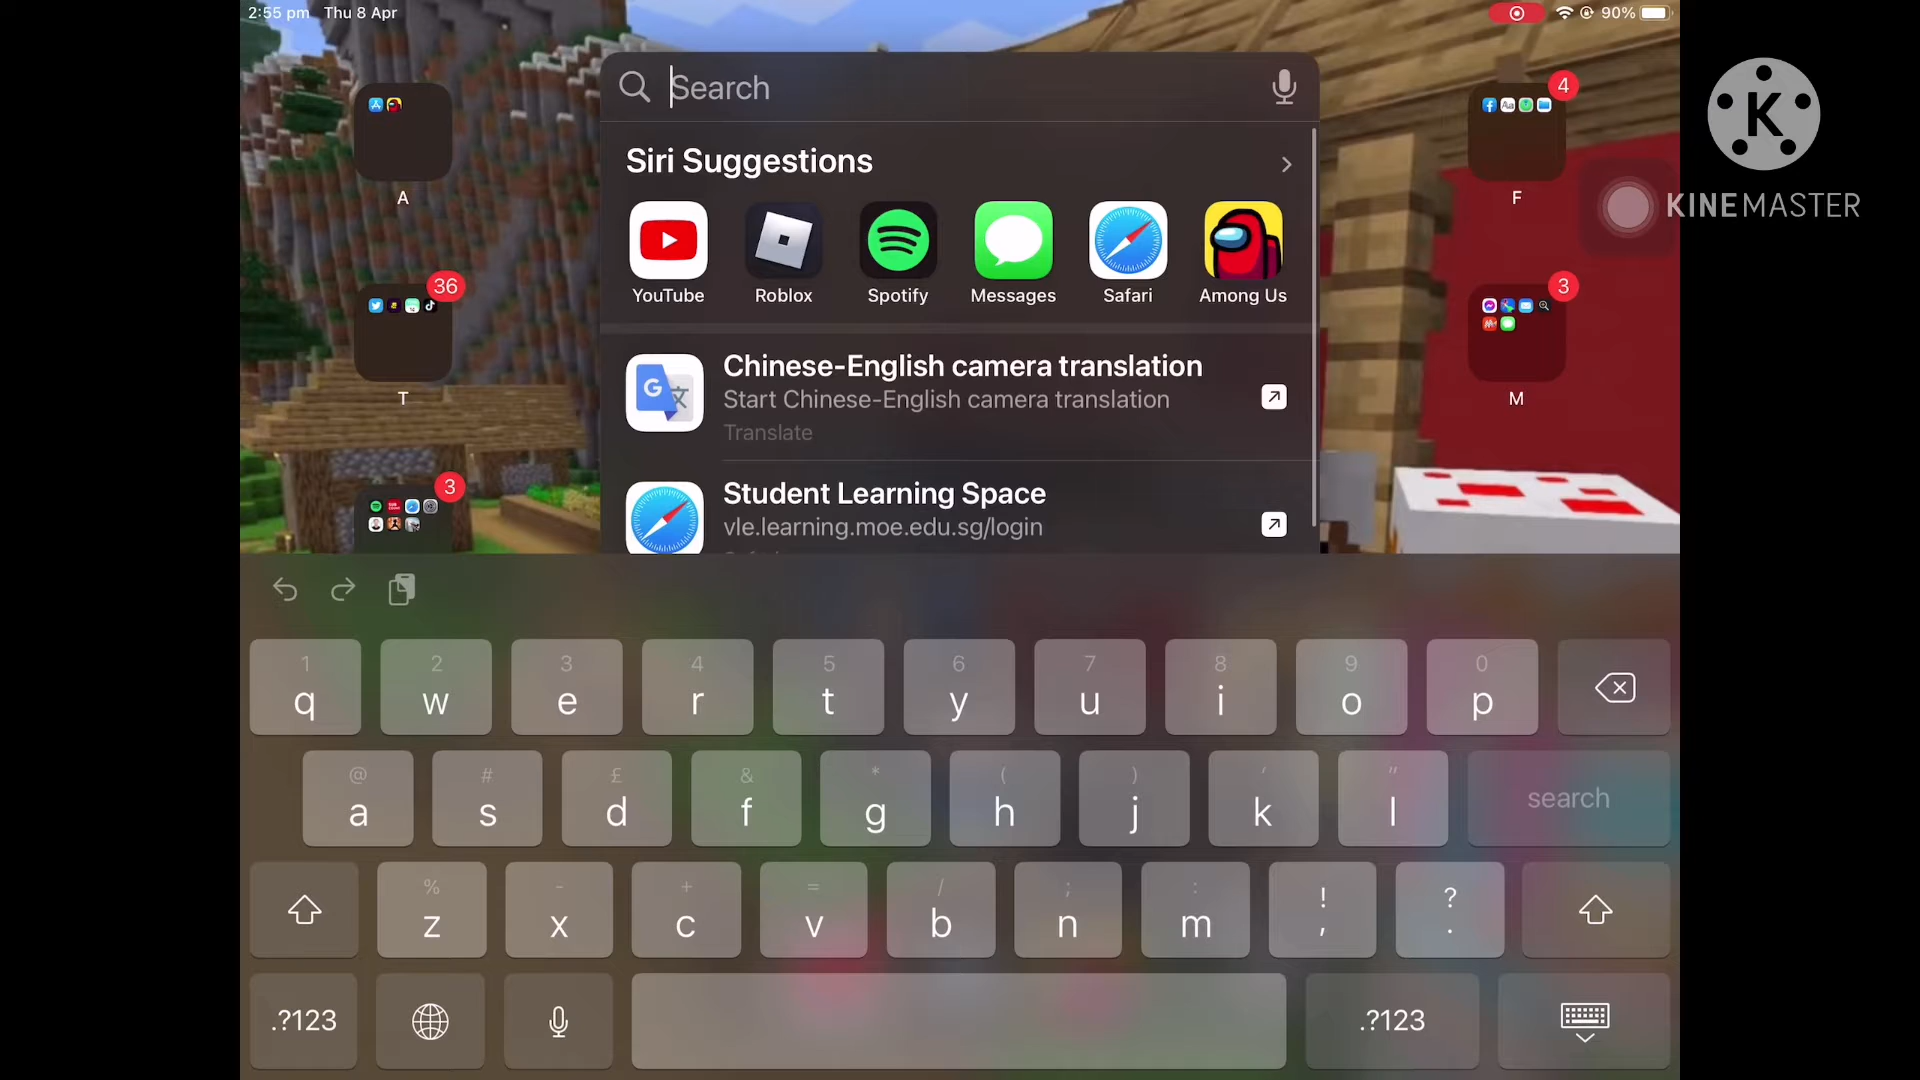 2:55 pm Thu 8 Apr
90%
K
KINEMASTER
Search
Siri Suggestions
YouTube Roblox Spotify Messages Safari Among Us
Chinese-English camera translation
Start Chinese-English camera translation
Translate
Student Learning Space
vle.learning.moe.edu.sg/login
A
36
T
3
4
F
3
M
1 2 3 4 5 6 7 8 9 0
q w e r t y u i o p
@ # £ & * ( ) ' "
a s d f g h j k l search
% - + = / ; : ! ?
z x c v b n m , .
.?123 .?123